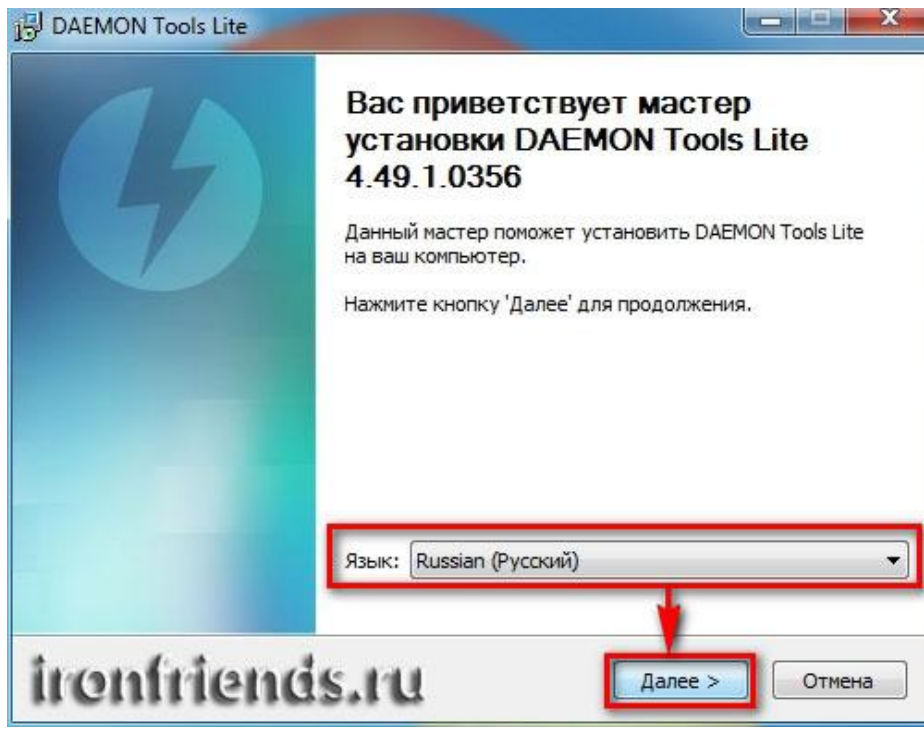 DAEMON Tools Lite
Вас приветствует мастер
установки DAEMON Tools Lite
4.49.1.0356
Данный мастер поможет установить DAEMON Tools Lite
на ваш компьютер.
Нажмите кнопку 'Далее' для продолжения.
Язык: Russian (Русский)
ironfriends.ru
Далее > Отмена